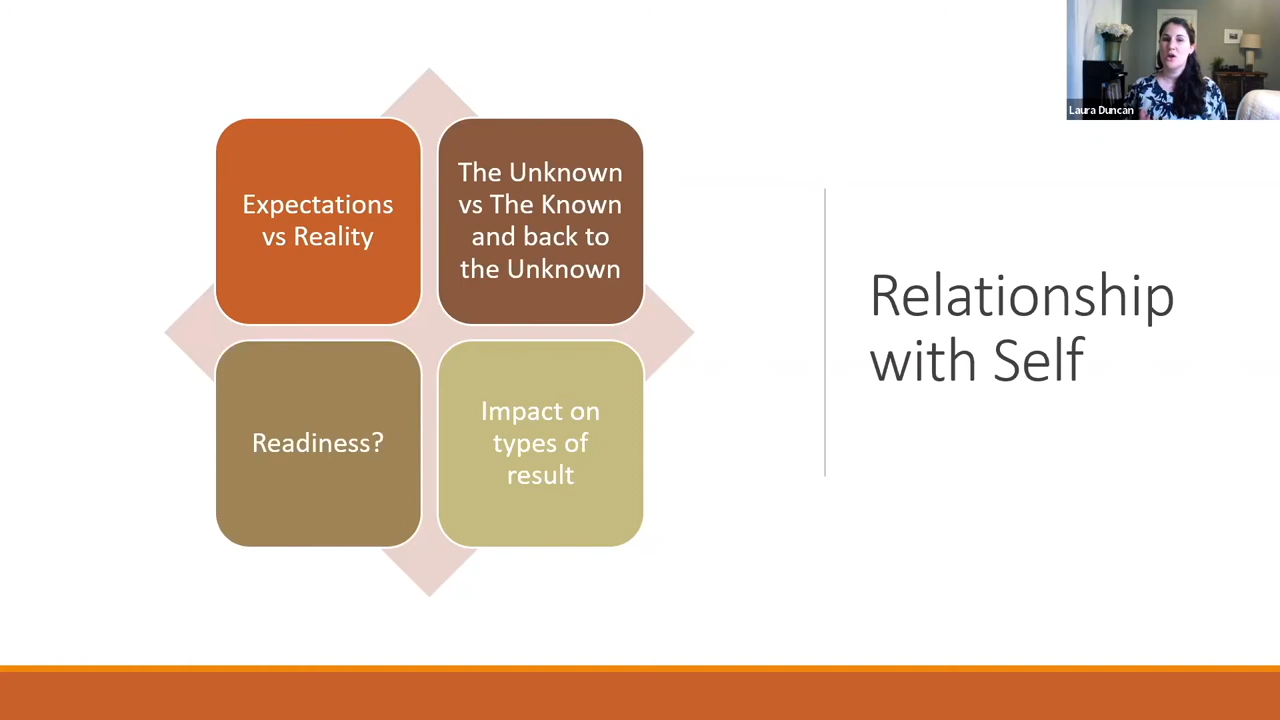 Laura Duncan
Expectations
vs Reality
The Unknown
vs The Known
and back to
the Unknown
Readiness?
Impact on
types of
result
Relationship
with Self